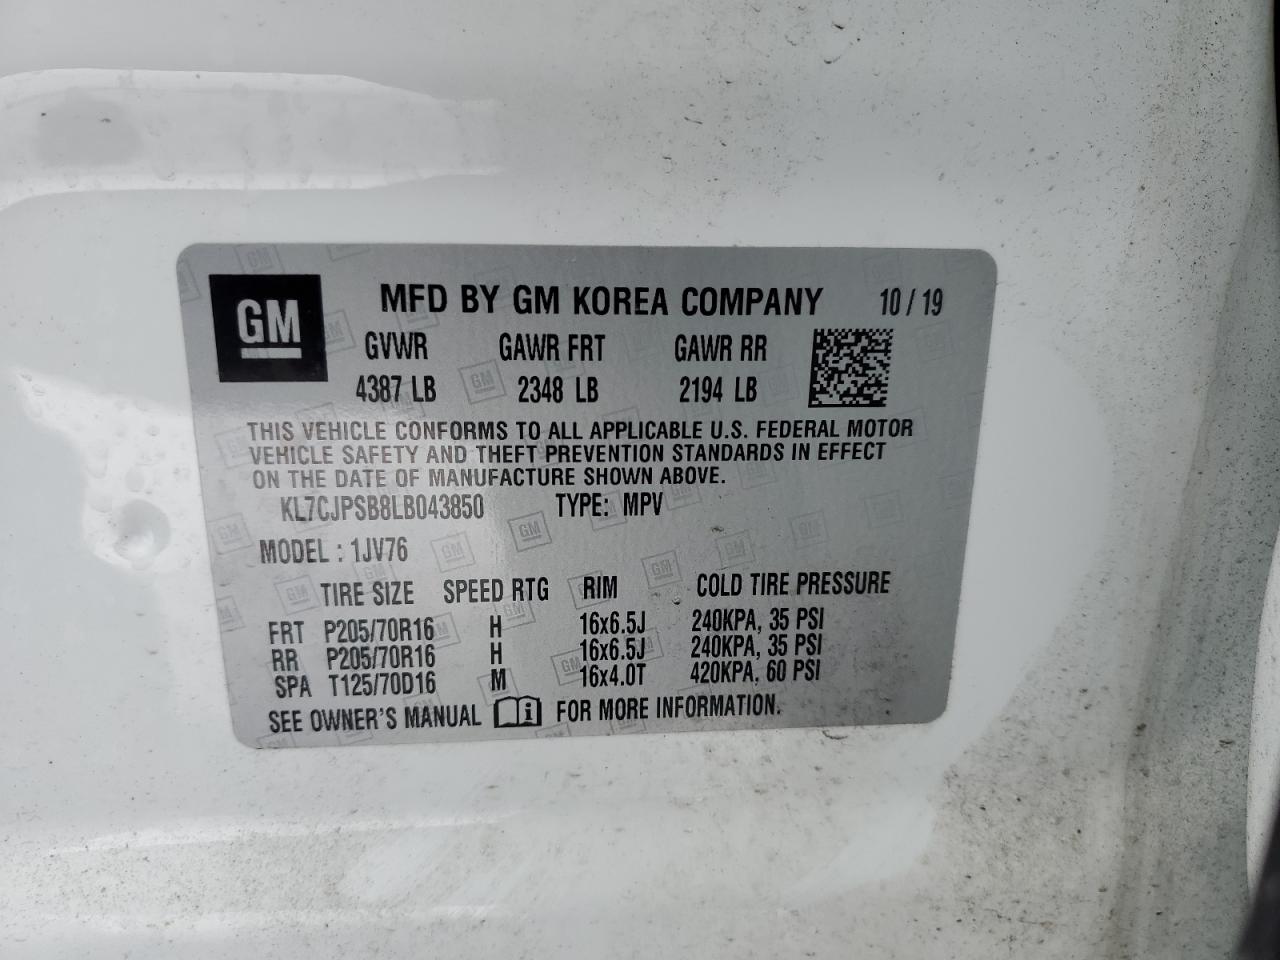 GM
MFD BY GM KOREA COMPANY 10 / 19
GVWR GAWR FRT GAWR RR
4387 LB 2348 LB 2194 LB
THIS VEHICLE CONFORMS TO ALL APPLICABLE U.S. FEDERAL MOTOR
VEHICLE SAFETY AND THEFT PREVENTION STANDARDS IN EFFECT
ON THE DATE OF MANUFACTURE SHOWN ABOVE.
KL7CJPSB8LB043850 TYPE: MPV
MODEL : 1JV76
TIRE SIZE SPEED RTG RIM COLD TIRE PRESSURE
FRT P205/70R16 H 16x6.5J 240KPA, 35 PSI
RR P205/70R16 H 16x6.5J 240KPA, 35 PSI
SPA T125/70D16 M 16x4.0T 420KPA, 60 PSI
SEE OWNER'S MANUAL i FOR MORE INFORMATION.